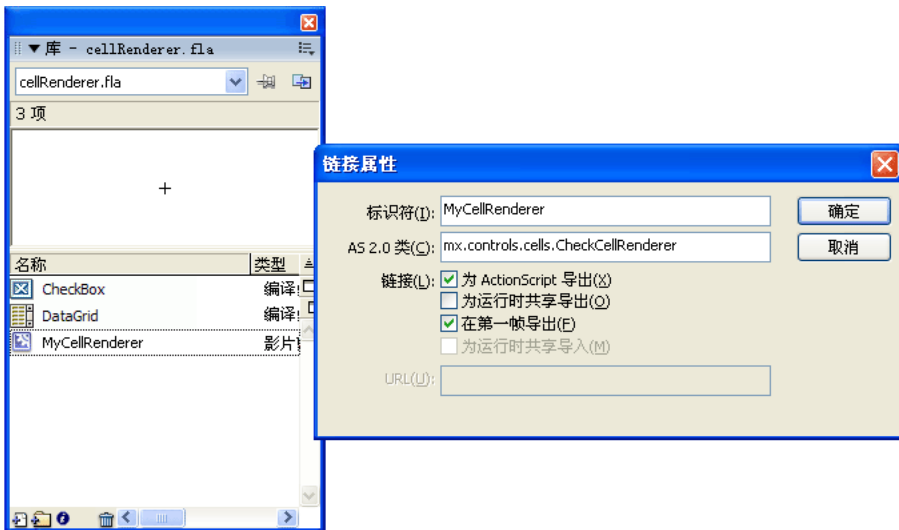 库 - cellRenderer.fla
cellRenderer.fla
3 项
名称 类型
CheckBox 编译
DataGrid 编译
MyCellRenderer 影片
链接属性
标识符(I): MyCellRenderer 确定
AS 2.0 类(C): mx.controls.cells.CheckCellRenderer 取消
链接(L): 为 ActionScript 导出(X)
为运行时共享导出(O)
在第一帧导出(F)
为运行时共享导入(M)
URL(U):